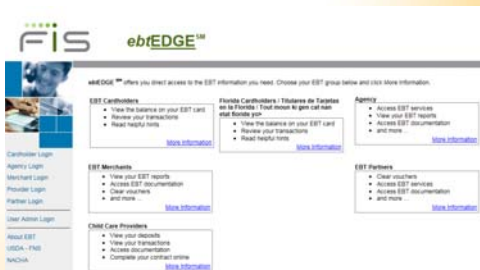 FIS
ebtEDGE℠
ebtEDGE ℠ offers you direct access to the EBT information you need. Choose your EBT group below and click More Information.
Cardholder Login
Agency Login
Merchant Login
Provider Login
Partner Login
User Admin Login
About EBT
USDA - FNS
NACHA
EBT Cardholders
View the balance on your EBT card
Review your transactions
Read helpful hints
More Information
Florida Cardholders / Titulares de Tarjetas
en la Florida / Tout moun ki gen cat nan
etat floride yo>
View the balance on your EBT card
Review your transactions
Read helpful hints
More Information
Agency
Access EBT services
View your EBT reports
Access EBT documentation
and more ...
More Information
EBT Merchants
View your EBT reports
Access EBT documentation
Clear vouchers
and more ...
More Information
EBT Partners
Clear vouchers
Access EBT services
Access EBT documentation
and more ...
More Information
Child Care Providers
View your deposits
View your transactions
Access documentation
Complete your contract online
More Information